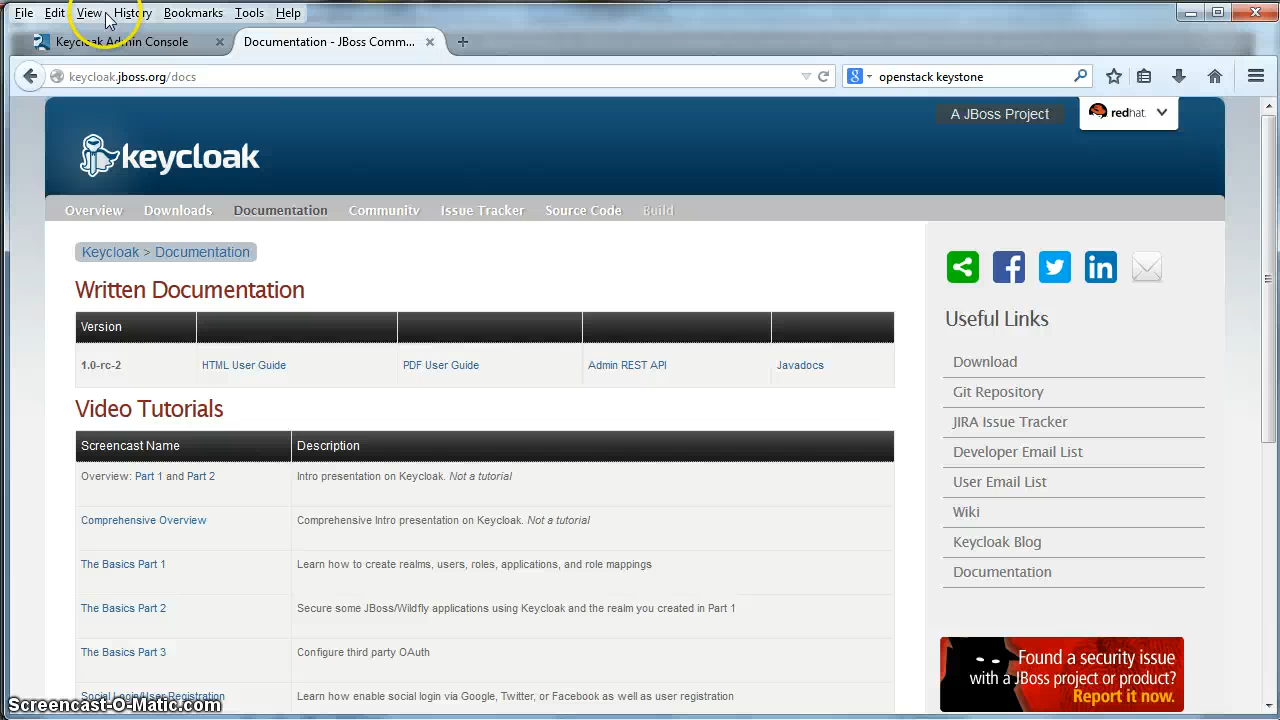 File Edit View History Bookmarks Tools Help
Keycloak Admin Console
Documentation - JBoss Comm...
keycloak.jboss.org/docs
openstack keystone
A JBoss Project
redhat.
keycloak
Overview Downloads Documentation Community Issue Tracker Source Code Build
Keycloak > Documentation
Written Documentation
Version
1.0-rc-2 HTML User Guide PDF User Guide Admin REST API Javadocs
Video Tutorials
Screencast Name Description
Overview: Part 1 and Part 2 Intro presentation on Keycloak. Not a tutorial
Comprehensive Overview Comprehensive Intro presentation on Keycloak. Not a tutorial
The Basics Part 1 Learn how to create realms, users, roles, applications, and role mappings
The Basics Part 2 Secure some JBoss/Wildfly applications using Keycloak and the realm you created in Part 1
The Basics Part 3 Configure third party OAuth
Social Login/User Registration Learn how enable social login via Google, Twitter, or Facebook as well as user registration
Useful Links
Download
Git Repository
JIRA Issue Tracker
Developer Email List
User Email List
Wiki
Keycloak Blog
Documentation
Found a security issue
with a JBoss project or product?
Report it now.
Screencast-O-Matic.com